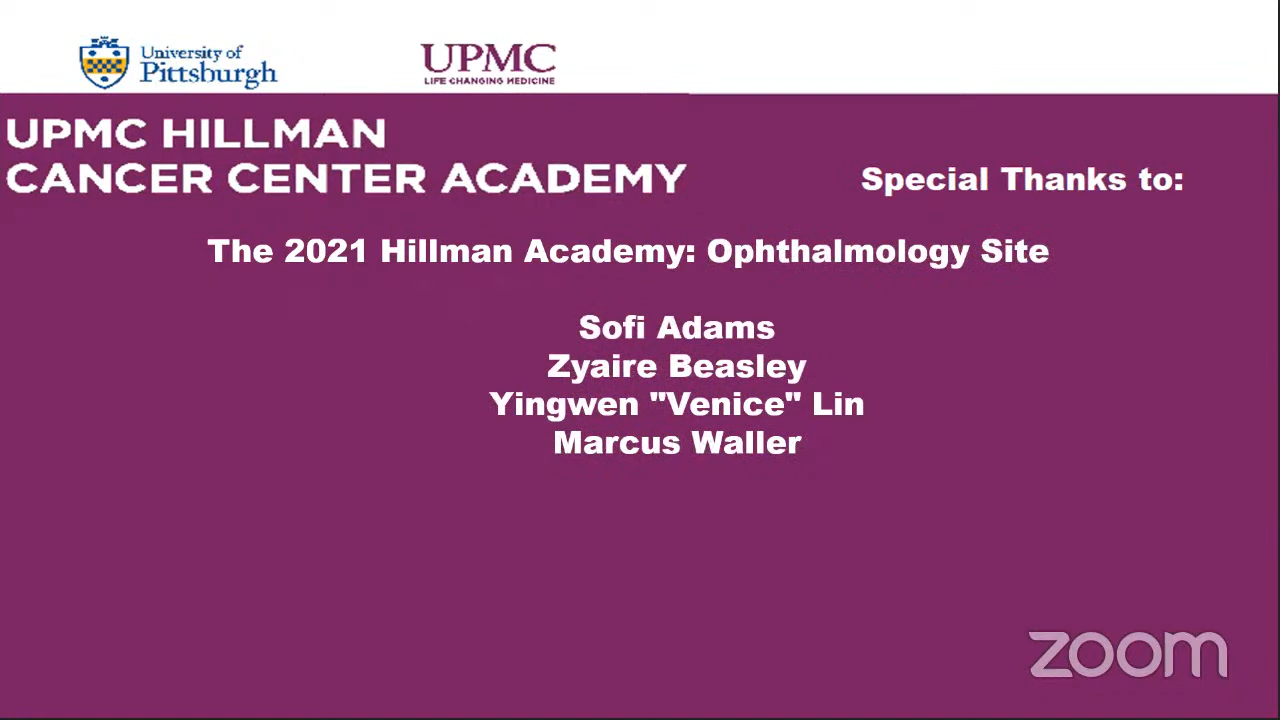 University of
Pittsburgh
UPMC
LIFE CHANGING MEDICINE
UPMC HILLMAN
CANCER CENTER ACADEMY
Special Thanks to:
The 2021 Hillman Academy: Ophthalmology Site
Sofi Adams
Zyaire Beasley
Yingwen "Venice" Lin
Marcus Waller
zoom